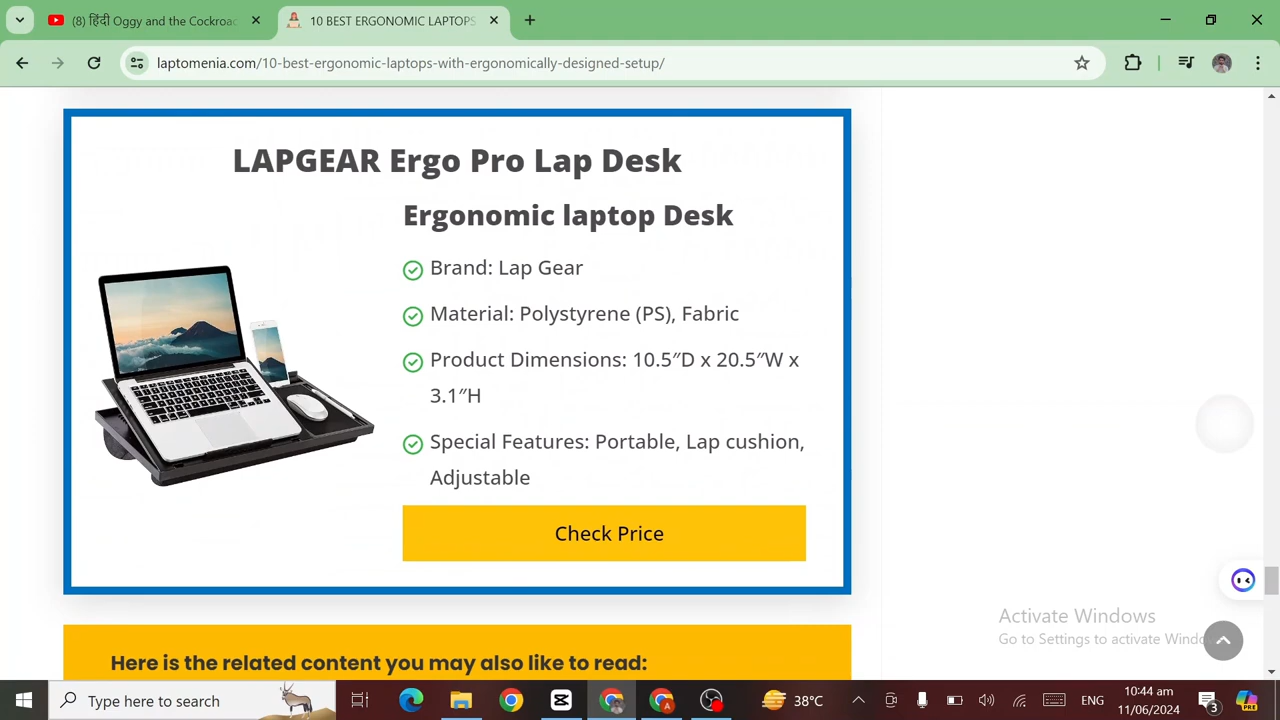 (8) हिंदी Oggy and the Cockroac
10 BEST ERGONOMIC LAPTOPS
laptomenia.com/10-best-ergonomic-laptops-with-ergonomically-designed-setup/
LAPGEAR Ergo Pro Lap Desk
Ergonomic laptop Desk
Brand: Lap Gear
Material: Polystyrene (PS), Fabric
Product Dimensions: 10.5″D x 20.5″W x
3.1″H
Special Features: Portable, Lap cushion,
Adjustable
Check Price
Activate Windows
Go to Settings to activate Windo
Here is the related content you may also like to read:
Type here to search
38°C
ENG
10:44 am
11/06/2024
3
PRE